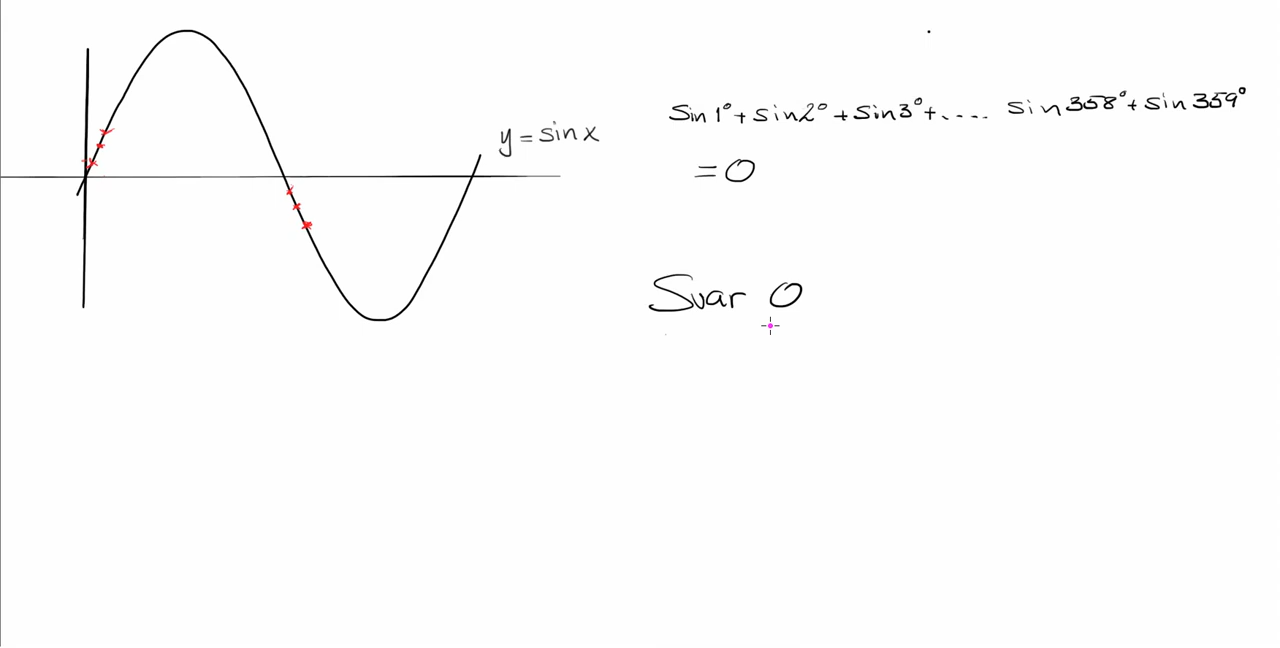 y = sin x
Sin 1° + sin 2° + sin 3° + ..... sin 358° + sin 359°
= 0
Svar 0